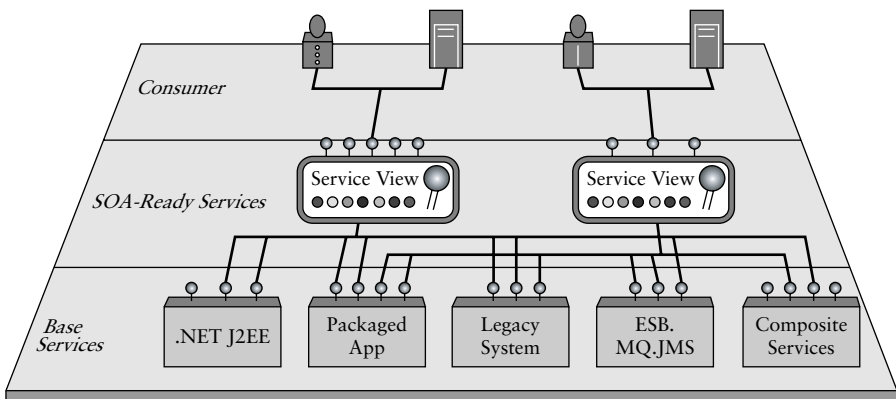 Consumer
Service View
Service View
SOA-Ready Services
Base
Services
.NET J2EE
Packaged
App
Legacy
System
ESB.
MQ.JMS
Composite
Services